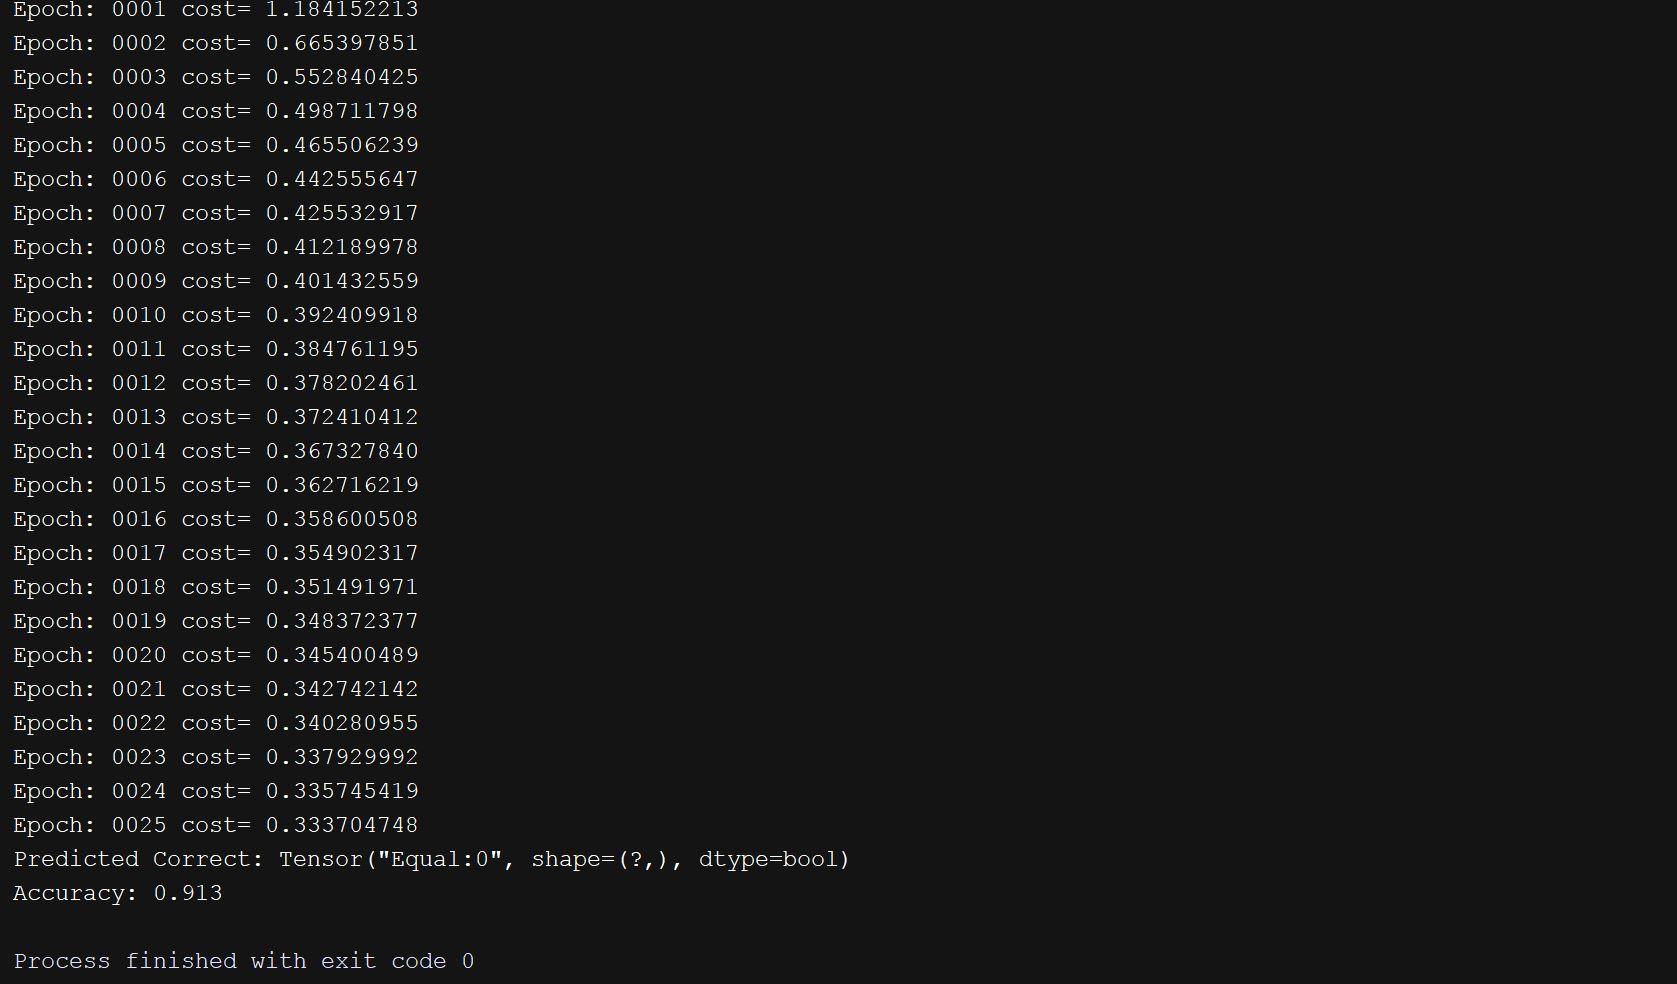 Epoch: 0001 cost= 1.184152213
Epoch: 0002 cost= 0.665397851
Epoch: 0003 cost= 0.552840425
Epoch: 0004 cost= 0.498711798
Epoch: 0005 cost= 0.465506239
Epoch: 0006 cost= 0.442555647
Epoch: 0007 cost= 0.425532917
Epoch: 0008 cost= 0.412189978
Epoch: 0009 cost= 0.401432559
Epoch: 0010 cost= 0.392409918
Epoch: 0011 cost= 0.384761195
Epoch: 0012 cost= 0.378202461
Epoch: 0013 cost= 0.372410412
Epoch: 0014 cost= 0.367327840
Epoch: 0015 cost= 0.362716219
Epoch: 0016 cost= 0.358600508
Epoch: 0017 cost= 0.354902317
Epoch: 0018 cost= 0.351491971
Epoch: 0019 cost= 0.348372377
Epoch: 0020 cost= 0.345400489
Epoch: 0021 cost= 0.342742142
Epoch: 0022 cost= 0.340280955
Epoch: 0023 cost= 0.337929992
Epoch: 0024 cost= 0.335745419
Epoch: 0025 cost= 0.333704748
Predicted Correct: Tensor("Equal:0", shape=(?,), dtype=bool)
Accuracy: 0.913
Process finished with exit code 0